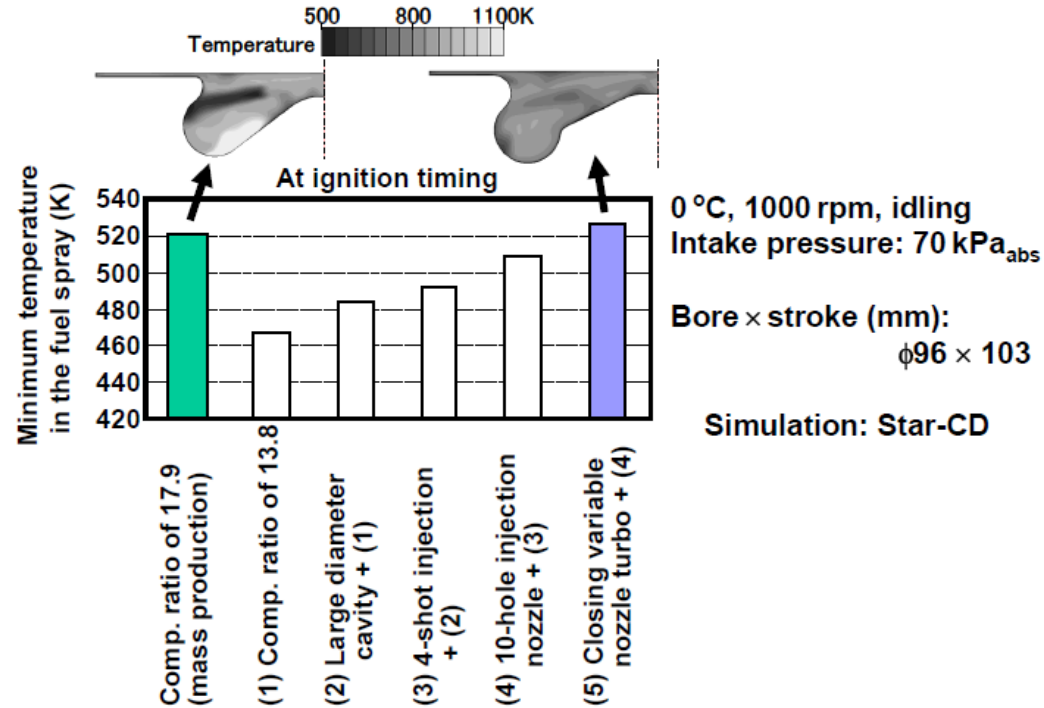 500 800 1100K
Temperature
At ignition timing
Minimum temperature
in the fuel spray (K)
540
520
500
480
460
440
420
0 °C, 1000 rpm, idling
Intake pressure: 70 kPaabs
Bore × stroke (mm):
ϕ96 × 103
Simulation: Star-CD
Comp. ratio of 17.9
(mass production)
(1) Comp. ratio of 13.8
(2) Large diameter
cavity + (1)
(3) 4-shot injection
+ (2)
(4) 10-hole injection
nozzle + (3)
(5) Closing variable
nozzle turbo + (4)